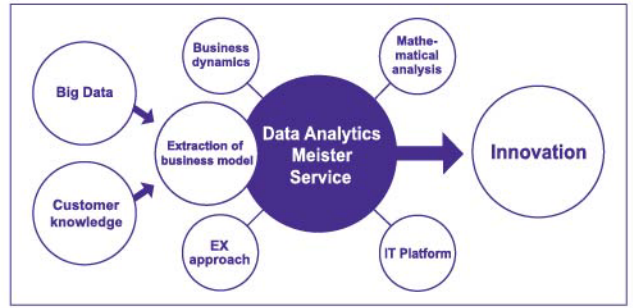 Business
dynamics
Mathe-
matical
analysis
Big Data
Extraction of
business model
Data Analytics
Meister
Service
Innovation
Customer
knowledge
EX
approach
IT Platform